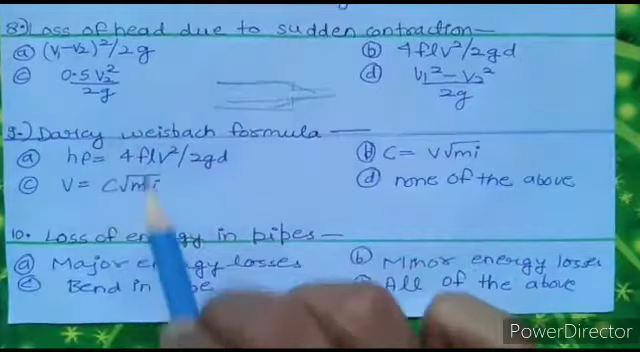 8.) Loss of head due to sudden contraction—
(a) (V₁-V₂)²/2g (b) 4flv²/2gd
(c) 0.5 V₂²/2g (d) V₁² - V₂²/2g
9.) Darcy weisbach formula —
(a) hf = 4flv²/2gd (b) C = V√mi
(c) V = C√mi (d) none of the above
10. Loss of energy in pipes—
(a) Major energy losses (b) Minor energy losses
(c) Bend in All of the above
PowerDirector